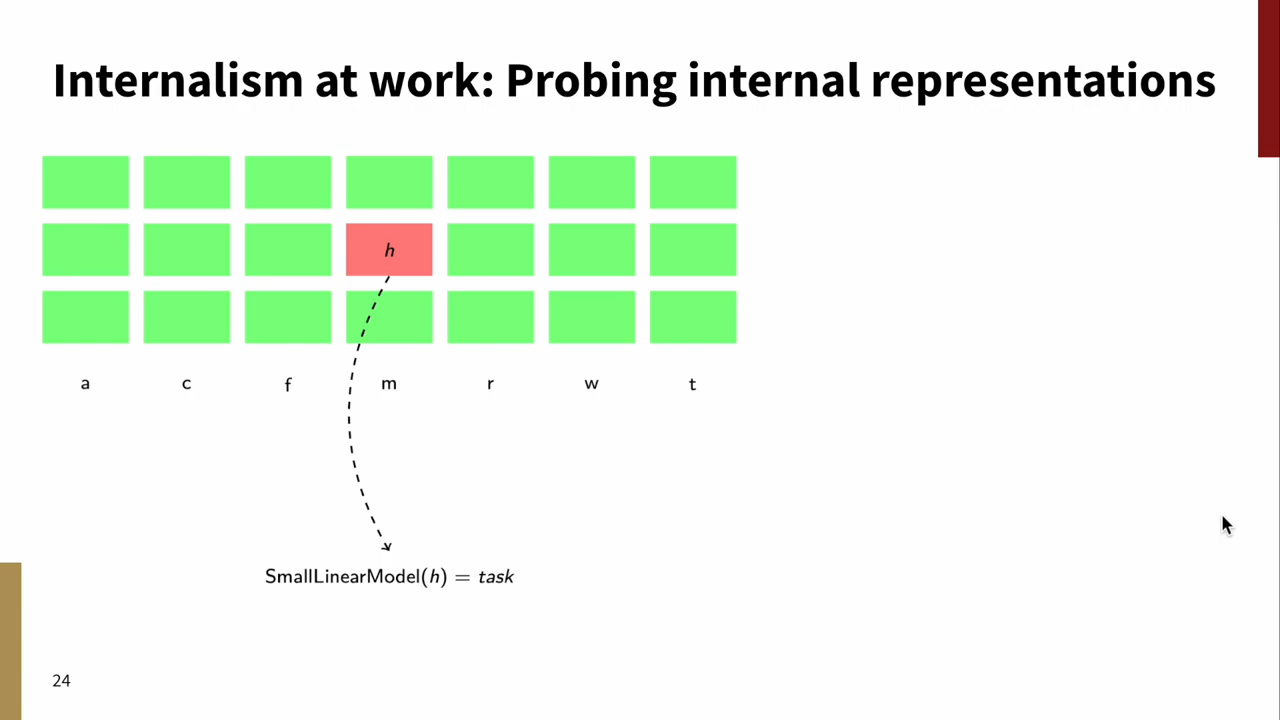 Internalism at work: Probing internal representations
h
a c f m r w t
SmallLinearModel(h) = task
24